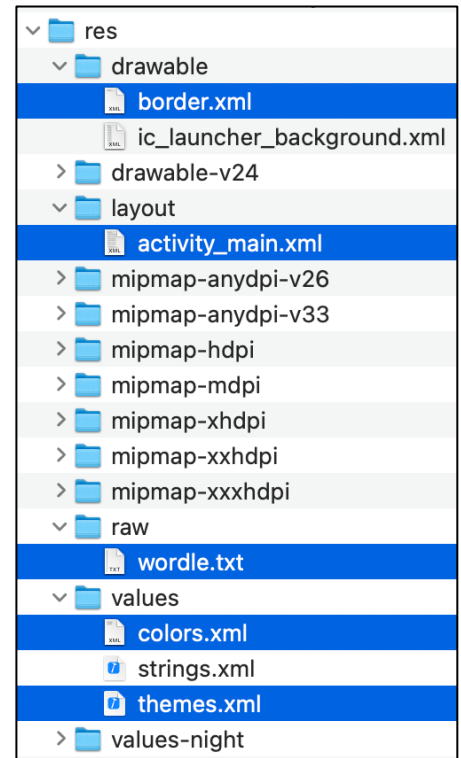 res
drawable
border.xml
ic_launcher_background.xml
drawable-v24
layout
activity_main.xml
mipmap-anydpi-v26
mipmap-anydpi-v33
mipmap-hdpi
mipmap-mdpi
mipmap-xhdpi
mipmap-xxhdpi
mipmap-xxxhdpi
raw
wordle.txt
values
colors.xml
strings.xml
themes.xml
values-night